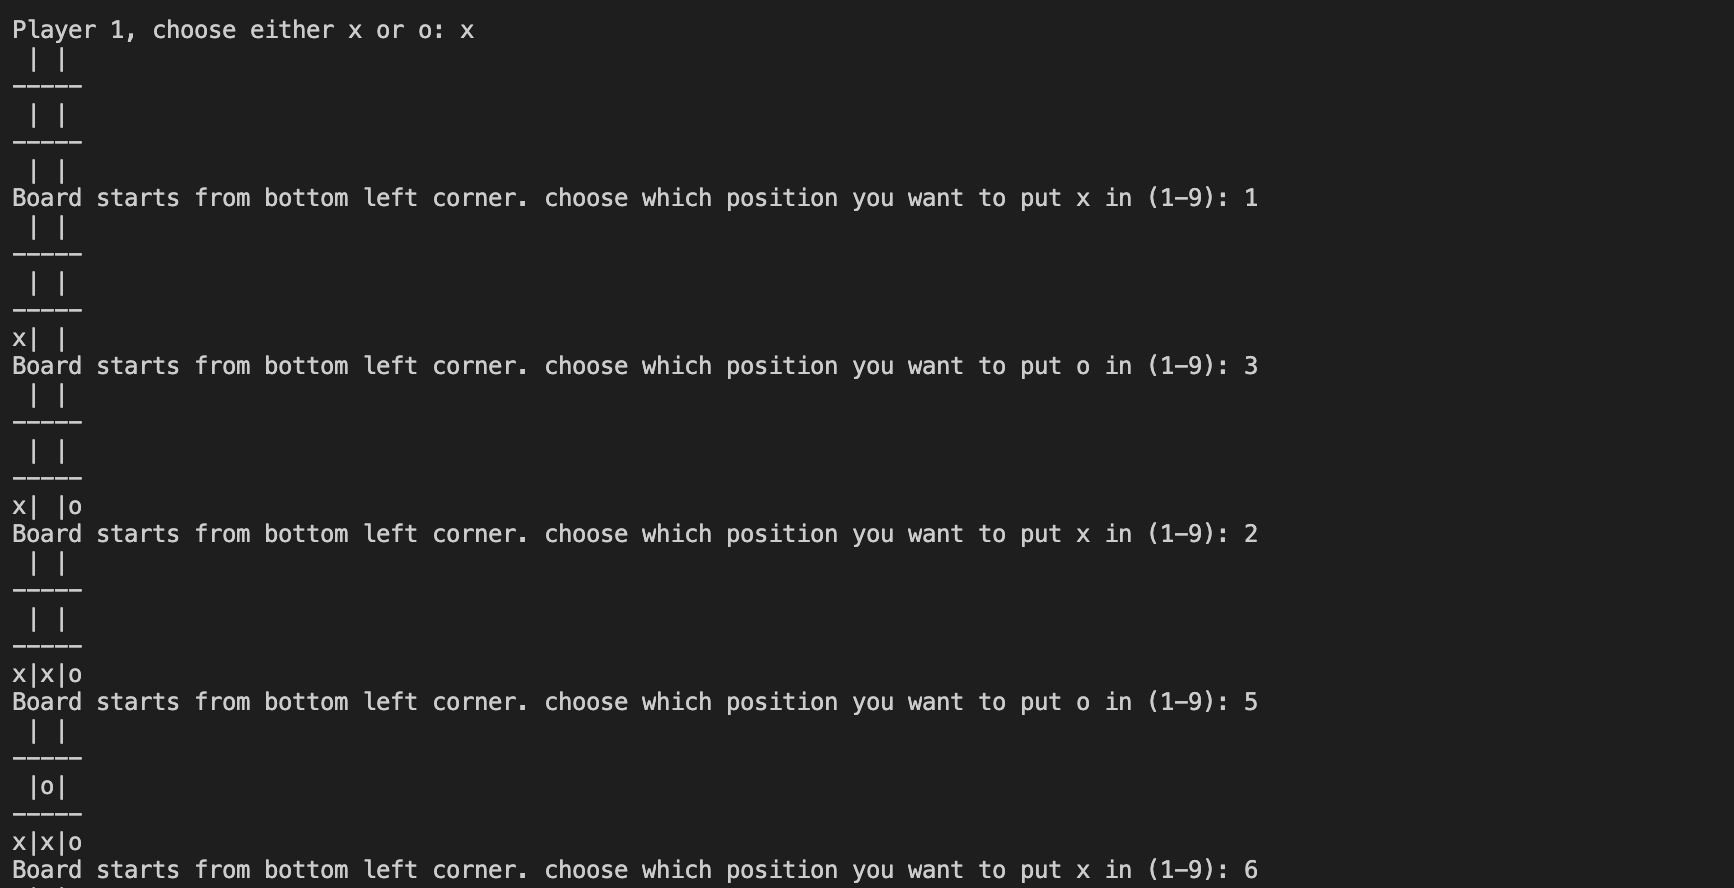 Player 1, choose either x or o: x
 | |
-----
 | |
-----
 | |
Board starts from bottom left corner. choose which position you want to put x in (1-9): 1
 | |
-----
 | |
-----
x| |
Board starts from bottom left corner. choose which position you want to put o in (1-9): 3
 | |
-----
 | |
-----
x| |o
Board starts from bottom left corner. choose which position you want to put x in (1-9): 2
 | |
-----
 | |
-----
x|x|o
Board starts from bottom left corner. choose which position you want to put o in (1-9): 5
 | |
-----
 |o|
-----
x|x|o
Board starts from bottom left corner. choose which position you want to put x in (1-9): 6